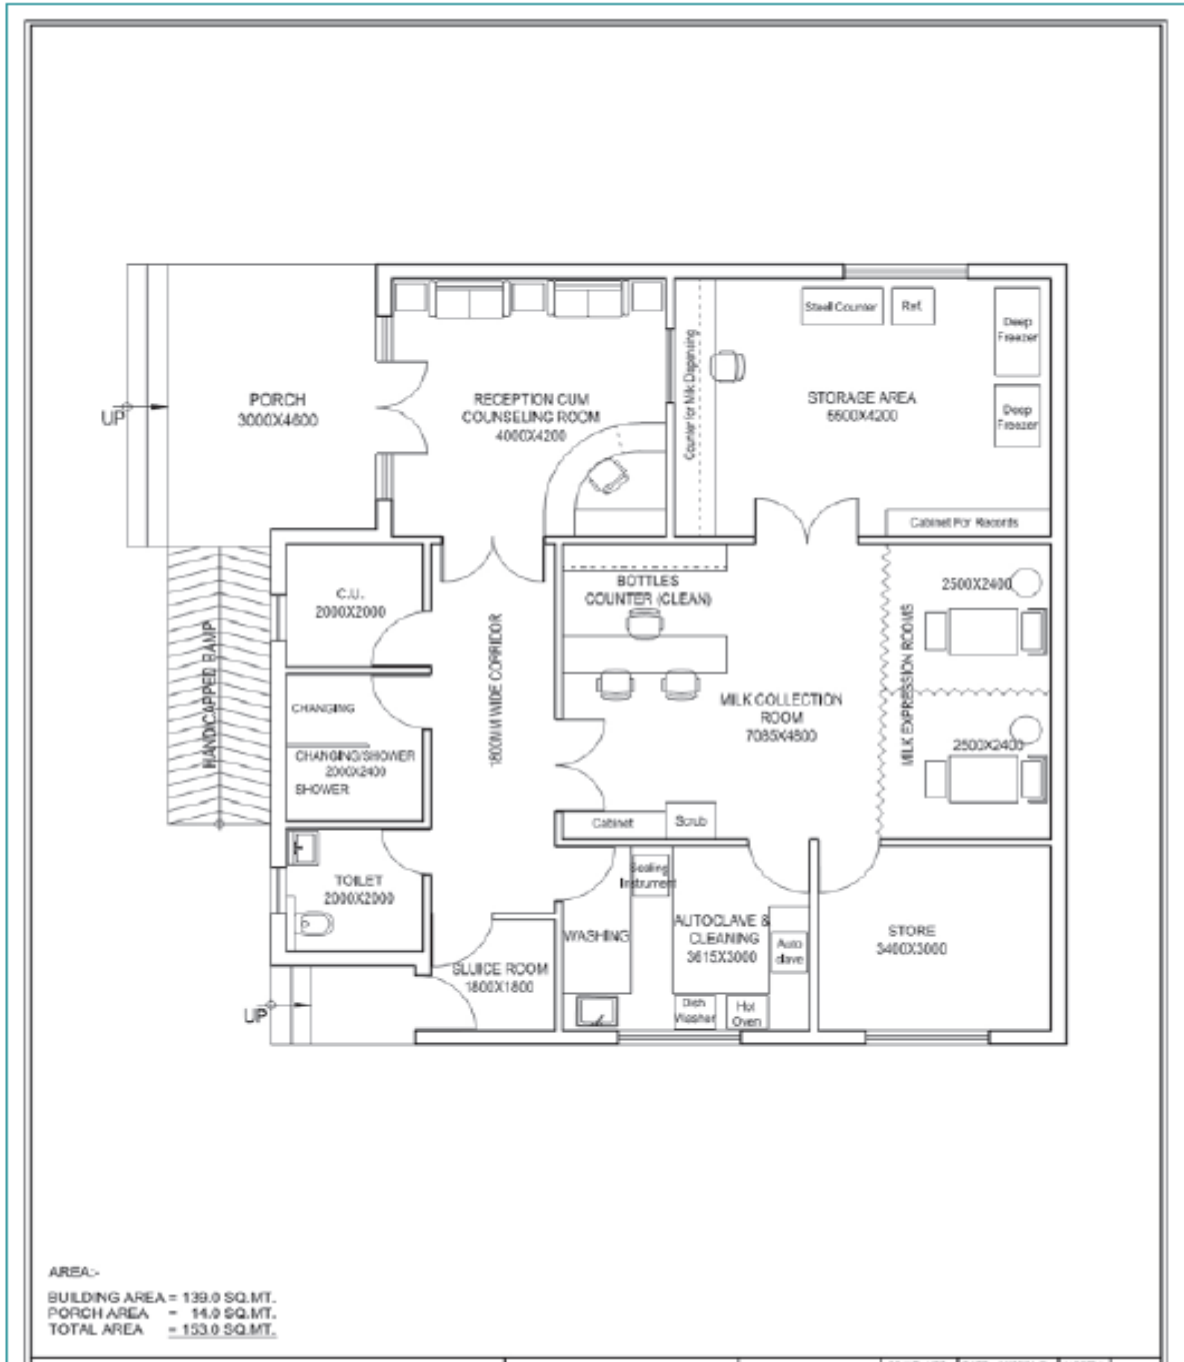 PORCH
3000X4600
UP
RECEPTION CUM
COUNSELING ROOM
4000X4200
Counter for Milk Dispensing
Steel Counter
Ref.
Deep
Freezer
Deep
Freezer
STORAGE AREA
5500X4200
Cabinet For Records
HANDICAPPED RAMP
C.U.
2000X2000
CHANGING
CHANGING/SHOWER
2000X2400
SHOWER
TOILET
2000X2000
1800MM WIDE CORRIDOR
BOTTLES
COUNTER (CLEAN)
MILK COLLECTION
ROOM
7085X4800
Cabinet
Scrub
MILK EXPRESSION ROOMS
2500X2400
2500X2400
SLUICE ROOM
1800X1800
UP
WASHING
Sealing
Instrument
AUTOCLAVE &
CLEANING
3615X3000
Auto
clave
Dish
Washer
Hot
Oven
STORE
3400X3000
AREA:-
BUILDING AREA = 139.0 SQ.MT.
PORCH AREA = 14.0 SQ.MT.
TOTAL AREA = 153.0 SQ.MT.